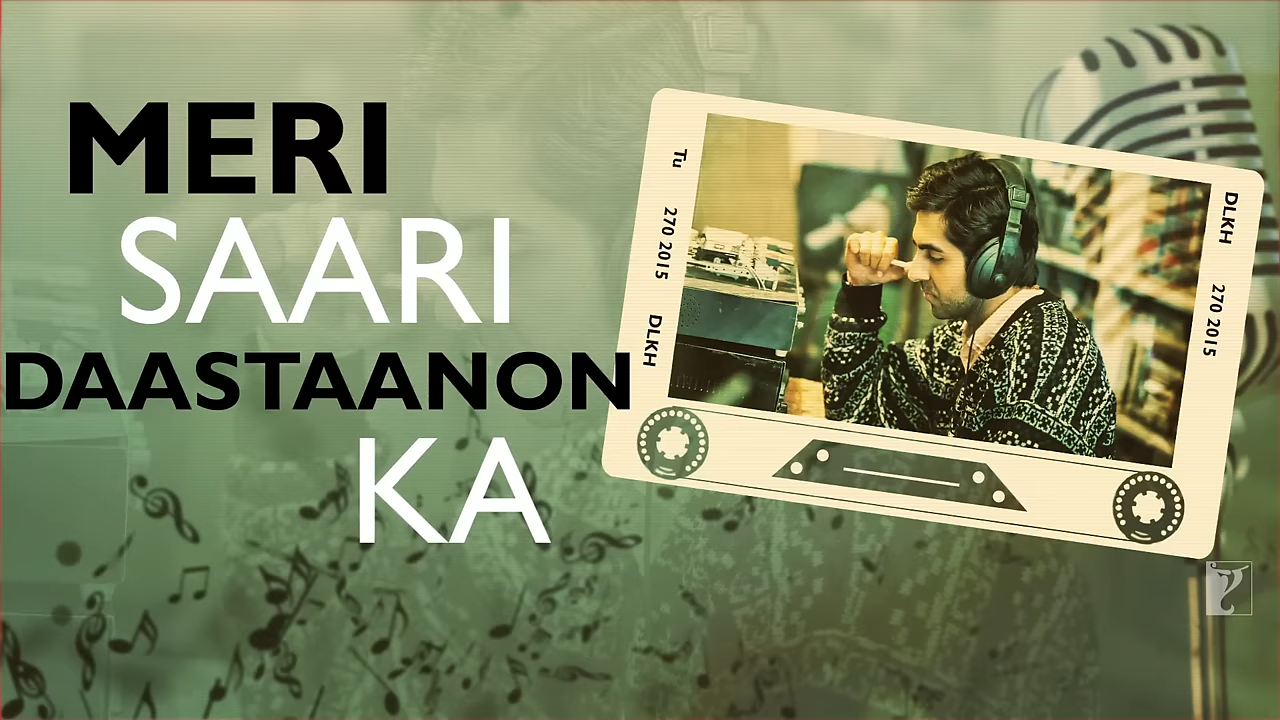 MERI
SAARI
DAASTAANON
KA
Tu
270 2015
DLKH
DLKH
270 2015